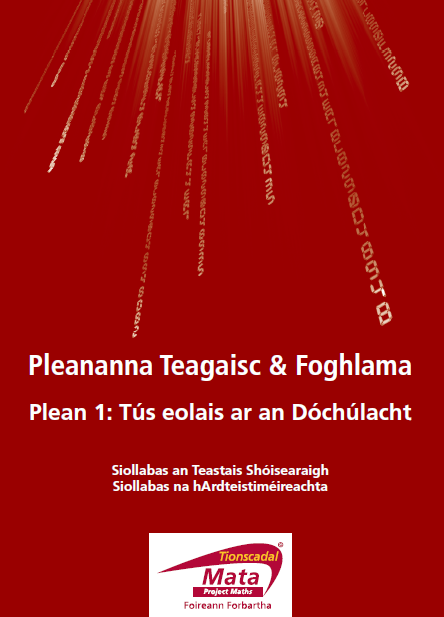 Pleananna Teagaisc & Foghlama
Plean 1: Tús eolais ar an Dóchúlacht
Siollabas an Teastais Shóisearaigh
Siollabas na hArdteistiméireachta
Tionscadal
Mata
Project Maths
Foireann Forbartha